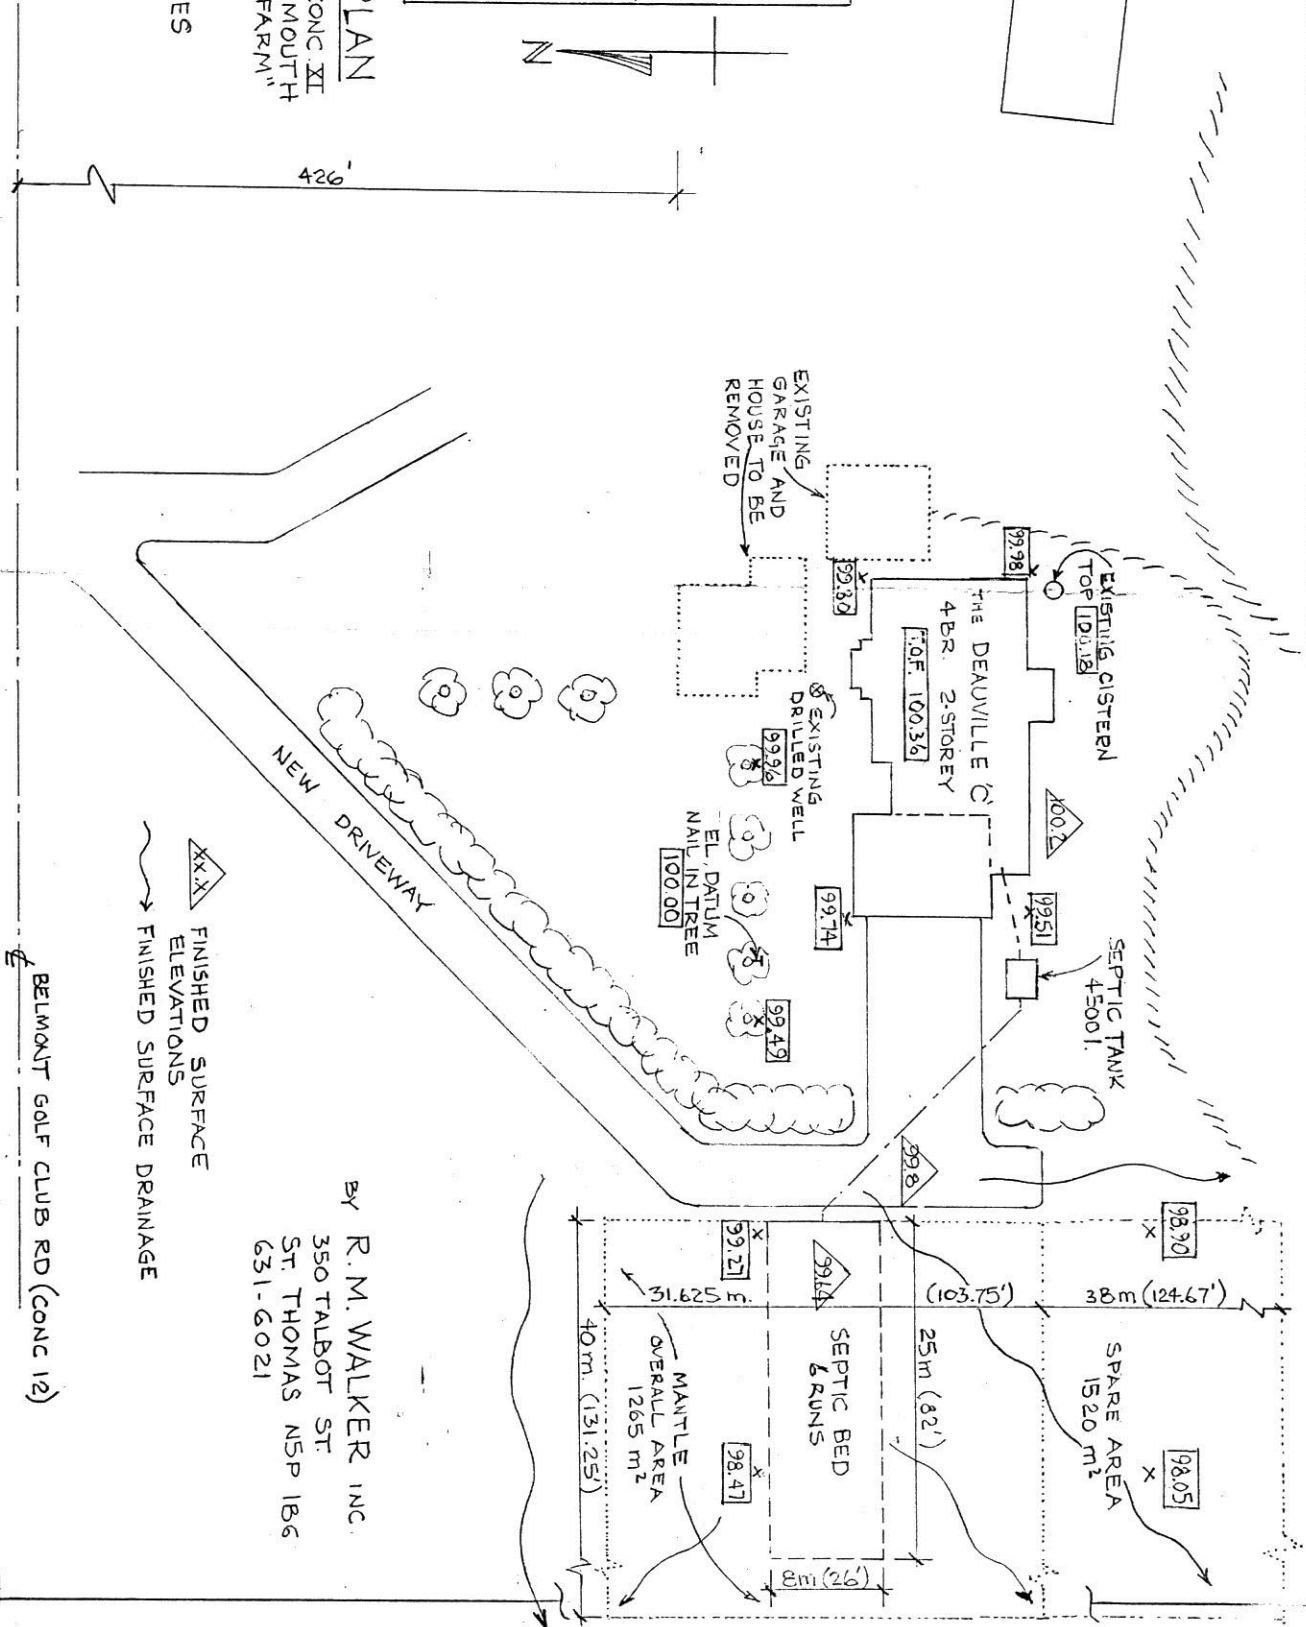 PLAN
CONC. XI
MOUTH
FARM"
ES
N
426'
EXISTING
GARAGE AND
HOUSE TO BE
REMOVED
99.98
EXISTING CISTERN
TOP 100.18
99.80
THE DEAUVILLE 'C'
4 BR. 2-STOREY
T.O.F. 100.36
EXISTING
DRILLED WELL
99.96
100.2
99.51
99.74
EL. DATUM
NAIL IN TREE
100.00
99.49
SEPTIC TANK
4500 l.
NEW DRIVEWAY
99.8
98.90
99.27
99.64
31.625 m.
(103.75')
38m (124.67')
SEPTIC BED
6 RUNS
25m (82')
SPARE AREA
1520 m²
98.05
MANTLE
OVERALL AREA
1265 m²
98.47
40m. (131.25')
8m (26')
XX.X FINISHED SURFACE
ELEVATIONS
FINISHED SURFACE DRAINAGE
BY R. M. WALKER INC.
350 TALBOT ST.
ST. THOMAS N5P 1B6
631-6021
BELMONT GOLF CLUB RD (CONC 12)